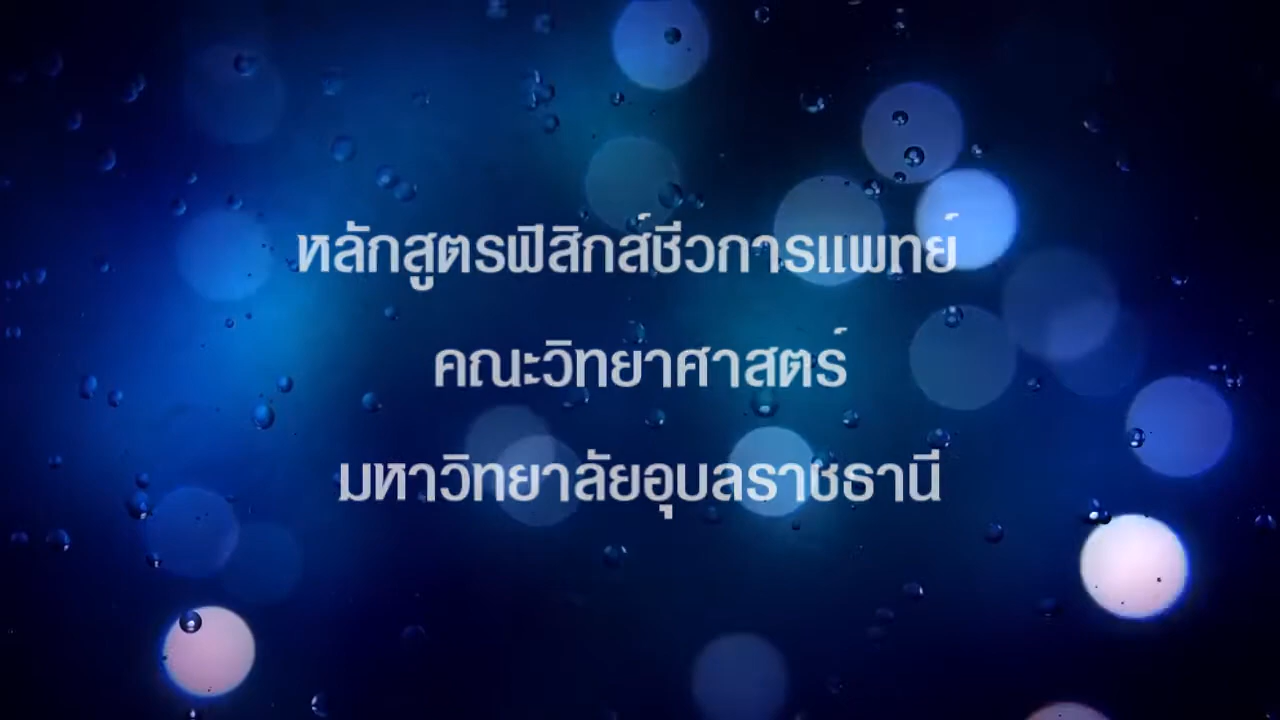 หลักสูตรฟิสิกส์ชีวการแพทย์
คณะวิทยาศาสตร์
มหาวิทยาลัยอุบลราชธานี